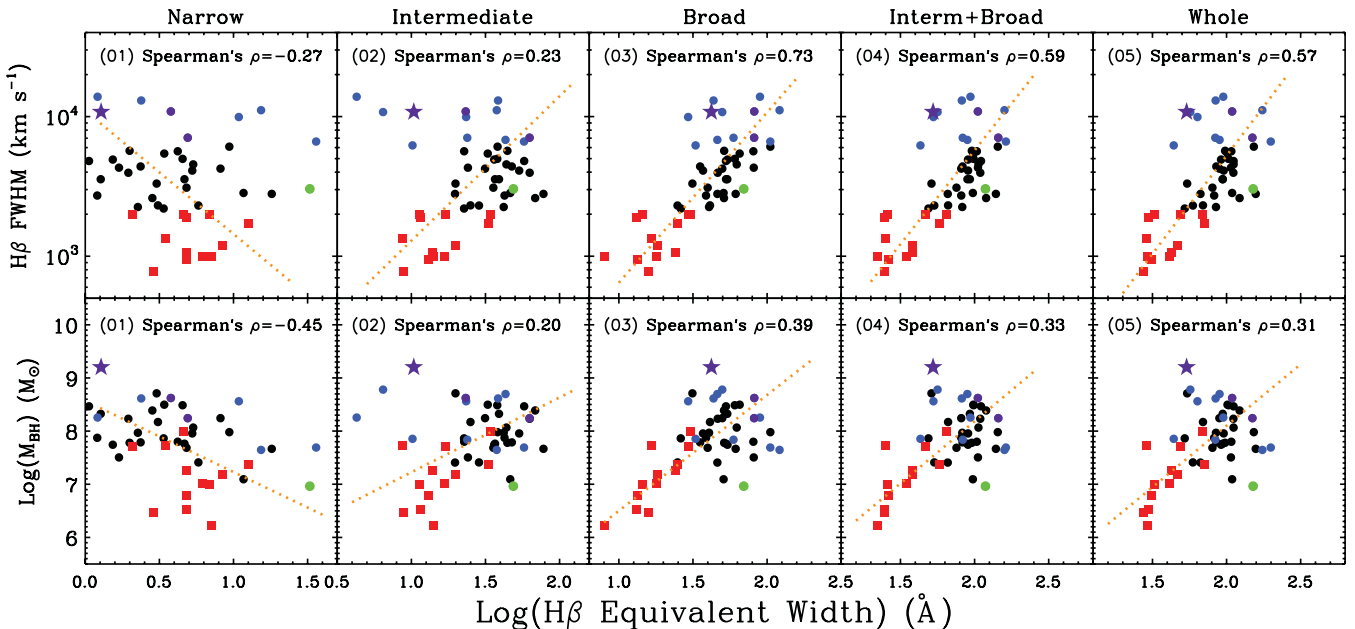 Narrow Intermediate Broad Interm+Broad Whole
(01) Spearman's ρ=−0.27 (02) Spearman's ρ=0.23 (03) Spearman's ρ=0.73 (04) Spearman's ρ=0.59 (05) Spearman's ρ=0.57
Hβ FWHM (km s⁻¹)
10⁴
10³
(01) Spearman's ρ=−0.45 (02) Spearman's ρ=0.20 (03) Spearman's ρ=0.39 (04) Spearman's ρ=0.33 (05) Spearman's ρ=0.31
Log(M_BH) (M_⊙)
10
9
8
7
6
0.0 0.5 1.0 1.5 0.5 1.0 1.5 2.0 1.0 1.5 2.0 2.5 1.5 2.0 2.5 1.5 2.0 2.5
Log(Hβ Equivalent Width) (Å)